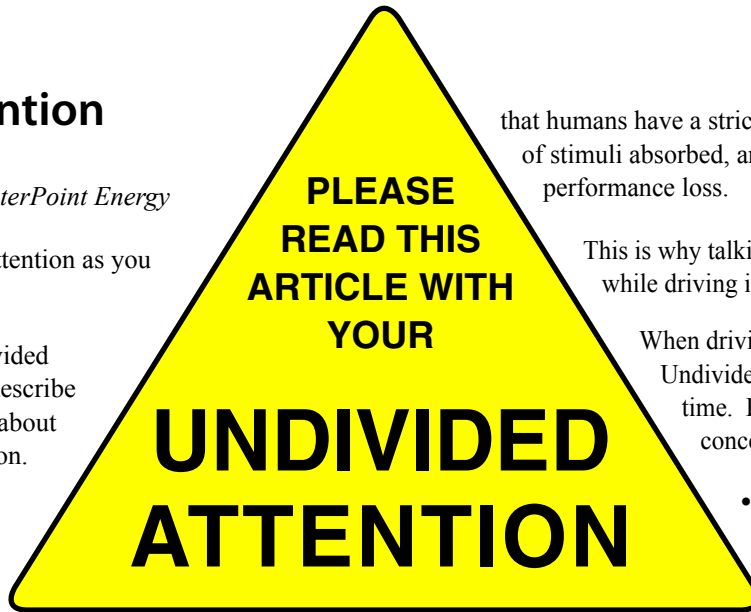 ntion
terPoint Energy
ttention as you
vided
escribe
about
on.
PLEASE
READ THIS
ARTICLE WITH
YOUR
UNDIVIDED
ATTENTION
that humans have a stric
of stimuli absorbed, a
performance loss.
This is why talki
while driving i
When drivi
Undivide
time.
conce
•